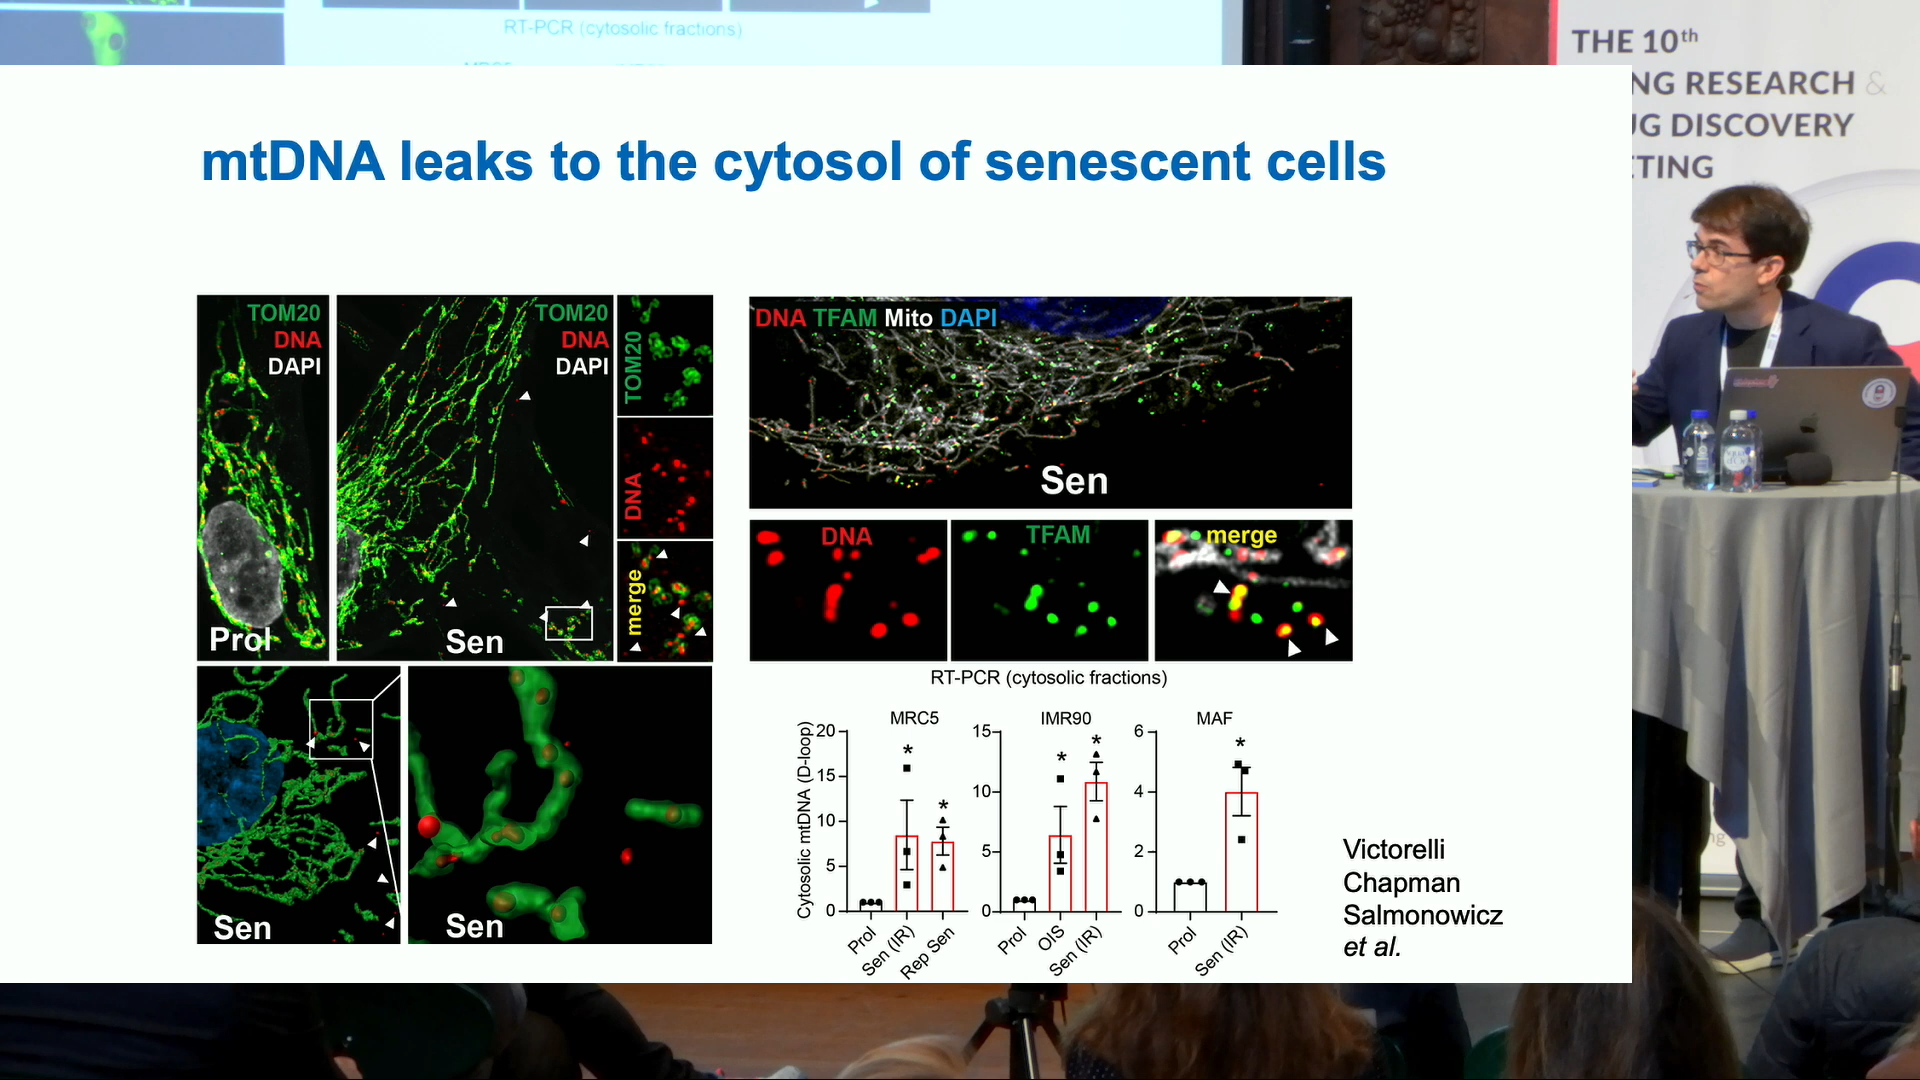 RT-PCR (cytosolic fractions)
THE 10th
NG RESEARCH &
UG DISCOVERY
ETING
mtDNA leaks to the cytosol of senescent cells
TOM20
DNA
DAPI
Prol
TOM20
DNA
DAPI
Sen
TOM20
DNA
merge
Sen
Sen
DNA TFAM Mito DAPI
Sen
DNA
TFAM
merge
RT-PCR (cytosolic fractions)
Cytosolic mtDNA (D-loop)
MRC5
20
15
10
5
0
*
*
Prol
Sen (IR)
Rep Sen
IMR90
15
10
5
0
*
*
Prol
OIS
Sen (IR)
MAF
6
4
2
0
*
Prol
Sen (IR)
Victorelli
Chapman
Salmonowicz
et al.